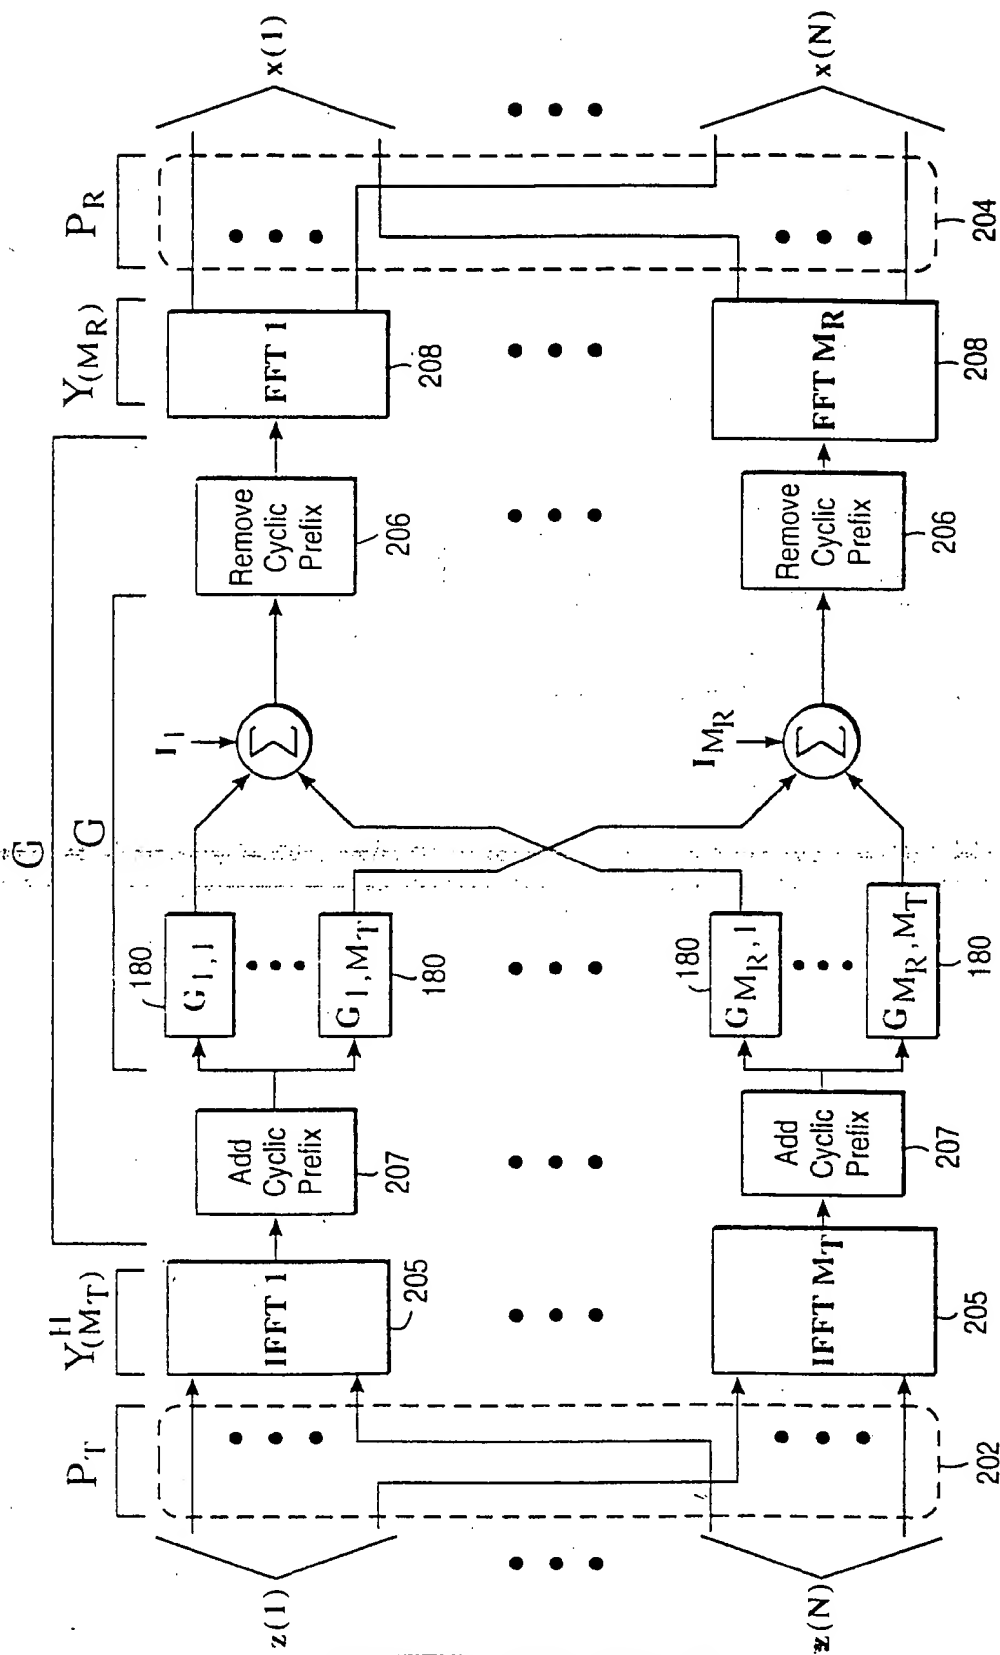 G
G
P_T
Y^H_(M_T)
Y_(M_R)
P_R
z(1)
IFFT 1
205
Add
Cyclic
Prefix
207
180
G_1,1
G_1,M_T
180
I_1
Σ
Remove
Cyclic
Prefix
206
FFT 1
208
x(1)
z(N)
202
IFFT M_T
205
Add
Cyclic
Prefix
207
180
G_M_R,1
G_M_R,M_T
180
I_M_R
Σ
Remove
Cyclic
Prefix
206
FFT M_R
208
204
x(N)